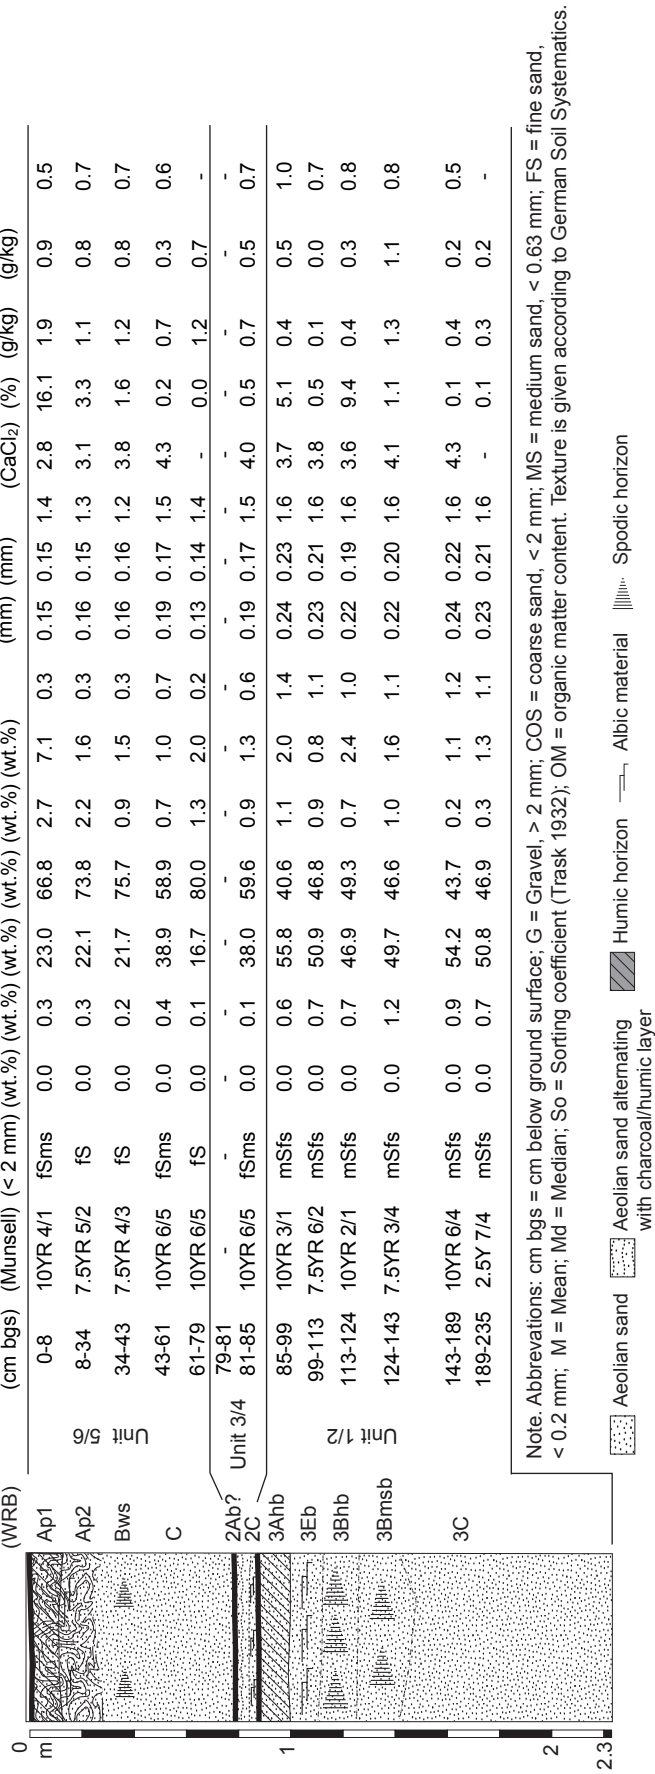 (WRB) (cm bgs) (Munsell) (< 2 mm) (wt.%) (wt.%) (wt.%) (wt.%) (wt.%) (wt.%) (mm) (mm) (CaCl₂) (%) (g/kg) (g/kg)
0
m
1
2
2.3
Ap1 0-8 10YR 4/1 fSms 0.0 0.3 23.0 66.8 2.7 7.1 0.3 0.15 0.15 1.4 2.8 16.1 1.9 0.9 0.5
Ap2 8-34 7.5YR 5/2 fS 0.0 0.3 22.1 73.8 2.2 1.6 0.3 0.16 0.15 1.3 3.1 3.3 1.1 0.8 0.7
Unit 5/6
Bws 34-43 7.5YR 4/3 fS 0.0 0.2 21.7 75.7 0.9 1.5 0.3 0.16 0.16 1.2 3.8 1.6 1.2 0.8 0.7
C 43-61 10YR 6/5 fSms 0.0 0.4 38.9 58.9 0.7 1.0 0.7 0.19 0.17 1.5 4.3 0.2 0.7 0.3 0.6
61-79 10YR 6/5 fS 0.0 0.1 16.7 80.0 1.3 2.0 0.2 0.13 0.14 1.4 - 0.0 1.2 0.7 -
2Ab? 79-81 - - - - - - - - - - - - - - - - -
Unit 3/4
2C 81-85 10YR 6/5 fSms 0.0 0.1 38.0 59.6 0.9 1.3 0.6 0.19 0.17 1.5 4.0 0.5 0.7 0.5 0.7
3Ahb 85-99 10YR 3/1 mSfs 0.0 0.6 55.8 40.6 1.1 2.0 1.4 0.24 0.23 1.6 3.7 5.1 0.4 0.5 1.0
3Eb 99-113 7.5YR 6/2 mSfs 0.0 0.7 50.9 46.8 0.9 0.8 1.1 0.23 0.21 1.6 3.8 0.5 0.1 0.0 0.7
3Bhb 113-124 10YR 2/1 mSfs 0.0 0.7 46.9 49.3 0.7 2.4 1.0 0.22 0.19 1.6 3.6 9.4 0.4 0.3 0.8
Unit 1/2
3Bmsb 124-143 7.5YR 3/4 mSfs 0.0 1.2 49.7 46.6 1.0 1.6 1.1 0.22 0.20 1.6 4.1 1.1 1.3 1.1 0.8
3C 143-189 10YR 6/4 mSfs 0.0 0.9 54.2 43.7 0.2 1.1 1.2 0.24 0.22 1.6 4.3 0.1 0.4 0.2 0.5
189-235 2.5Y 7/4 mSfs 0.0 0.7 50.8 46.9 0.3 1.3 1.1 0.23 0.21 1.6 - 0.1 0.3 0.2 -
Note. Abbrevations: cm bgs = cm below ground surface; G = Gravel, > 2 mm; COS = coarse sand, < 2 mm; MS = medium sand, < 0.63 mm; FS = fine sand,
< 0.2 mm; M = Mean; Md = Median; So = Sorting coefficient (Trask 1932); OM = organic matter content. Texture is given according to German Soil Systematics.
Aeolian sand Aeolian sand alternating Humic horizon Albic material Spodic horizon
with charcoal/humic layer